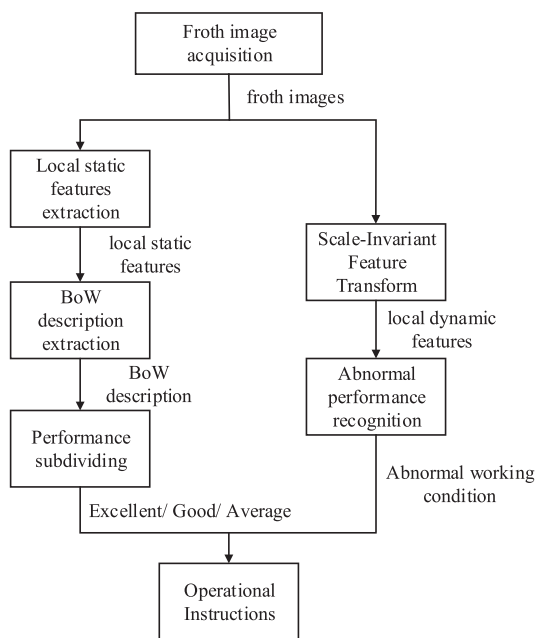 Froth image
acquisition
froth images
Local static
features
extraction
local static
features
BoW
description
extraction
BoW
description
Performance
subdividing
Excellent/ Good/ Average
Scale-Invariant
Feature
Transform
local dynamic
features
Abnormal
performance
recognition
Abnormal working
condition
Operational
Instructions